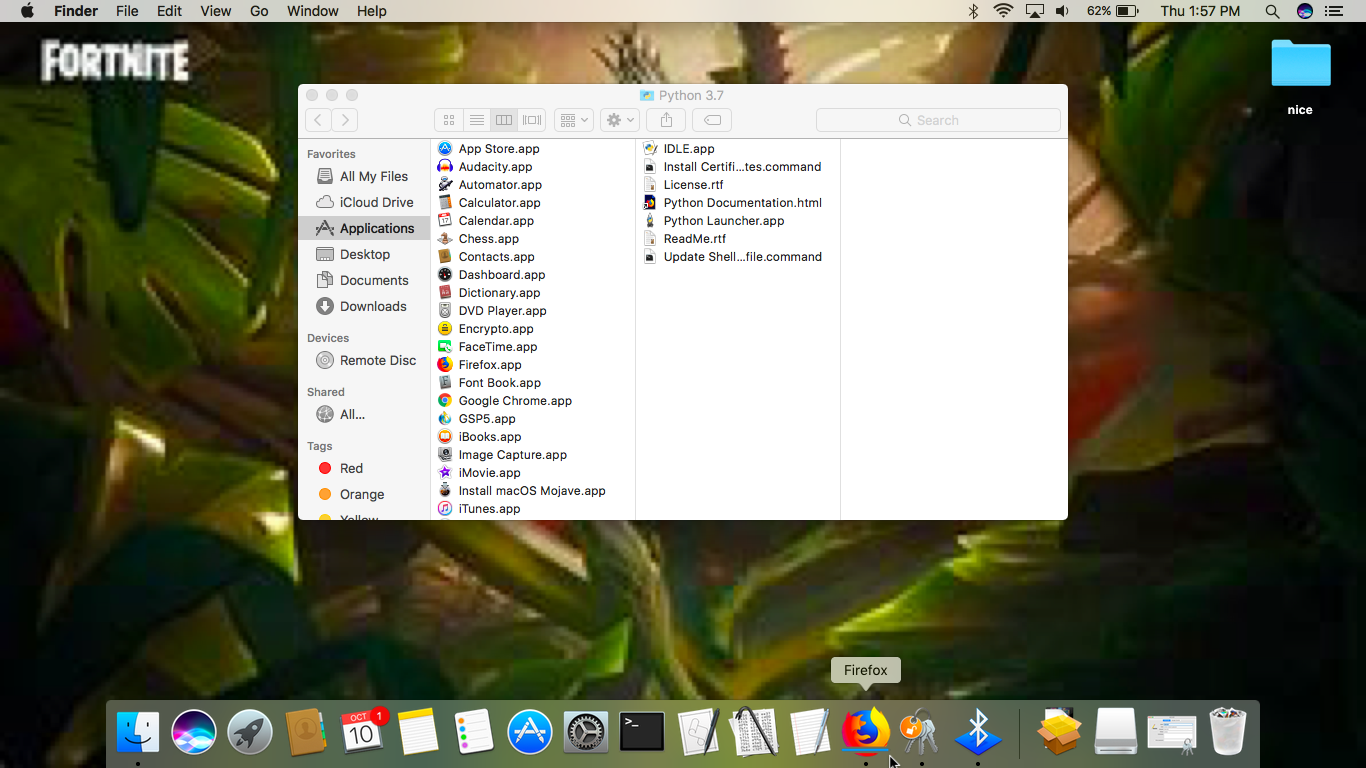 Finder File Edit View Go Window Help 62% Thu 1:57 PM
FORTNITE
nice
Python 3.7
Search
Favorites
All My Files
iCloud Drive
Applications
Desktop
Documents
Downloads
Devices
Remote Disc
Shared
All...
Tags
Red
Orange
Yellow
App Store.app
Audacity.app
Automator.app
Calculator.app
Calendar.app
Chess.app
Contacts.app
Dashboard.app
Dictionary.app
DVD Player.app
Encrypto.app
FaceTime.app
Firefox.app
Font Book.app
Google Chrome.app
GSP5.app
iBooks.app
Image Capture.app
iMovie.app
Install macOS Mojave.app
iTunes.app
IDLE.app
Install Certifi...tes.command
License.rtf
Python Documentation.html
Python Launcher.app
ReadMe.rtf
Update Shell...file.command
Firefox
OCT 1
10
>_